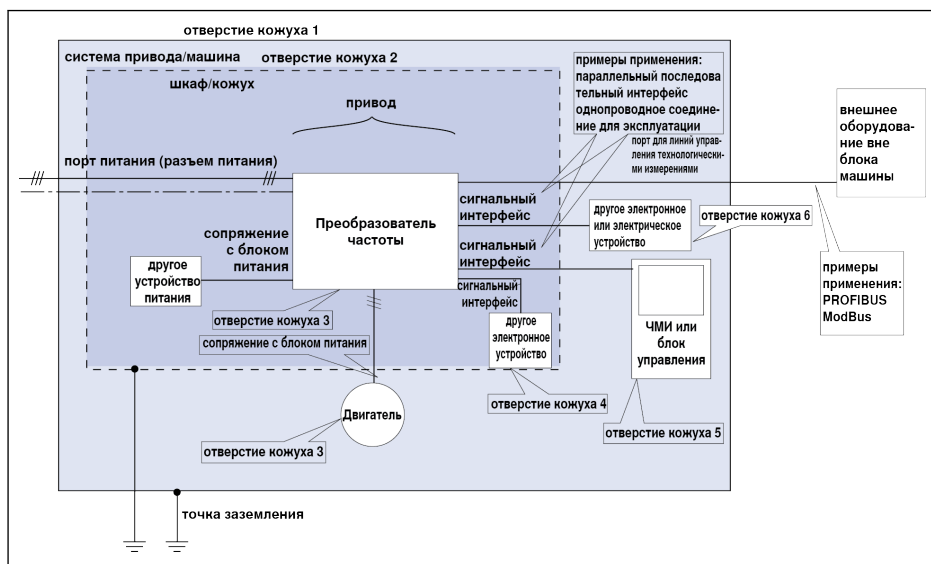 отверстие кожуха 1
система привода/машина
отверстие кожуха 2
шкаф/кожух
привод
примеры применения:
параллельный последова
тельный интерфейс
однопроводное соедине-
ние для эксплуатации
порт для линий управ-
ления технологически-
ми измерениями
внешнее
оборудова-
ние вне
блока
машины
порт питания (разъем питания)
Преобразователь
частоты
сигнальный
интерфейс
другое электронное
или электрическое
устройство
отверстие кожуха 6
сопряжение
с блоком
питания
сигнальный
интерфейс
другое
устройство
питания
сигнальный
интерфейс
примеры
применения:
PROFIBUS
ModBus
отверстие кожуха 3
другое
электронное
устройство
ЧМИ или
блок
управления
сопряжение с блоком питания
отверстие кожуха 4
Двигатель
отверстие кожуха 5
отверстие кожуха 3
точка заземления